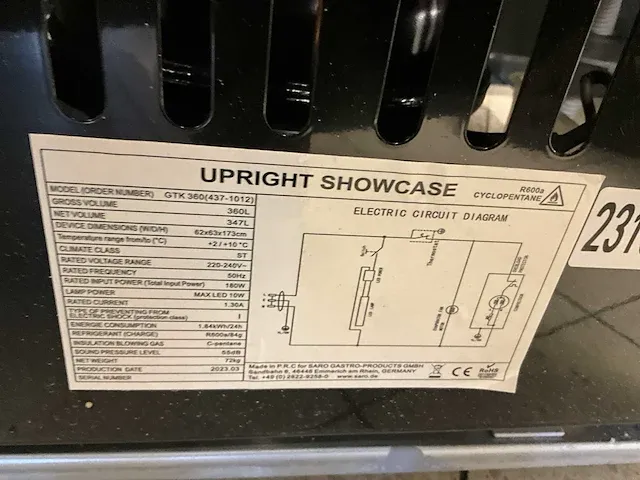 UPRIGHT SHOWCASE
R600a
CYCLOPENTANE
MODEL (ORDER NUMBER) GTK 360(437-1012)
GROSS VOLUME 360L
NET VOLUME 347L
DEVICE DIMENSIONS (W/D/H) 62x63x173cm
Temperature range from/to (°C) +2 / +10 °C
CLIMATE CLASS ST
RATED VOLTAGE RANGE 220-240V~
RATED FREQUENCY 50Hz
RATED INPUT POWER (Total Input Power) 180W
LAMP POWER MAX LED 10W
RATED CURRENT 1.30A
TYPE OF PREVENTING FROM
ELECTRIC SHOCK (protection class) I
ENERGIE CONSUMPTION 1.84kWh/24h
REFRIGERANT (CHARGE) R600a/84g
INSULATION BLOWING GAS C-pentane
SOUND PRESSURE LEVEL 55dB
NET WEIGHT 72kg
PRODUCTION DATE 2023.03
SERIAL NUMBER
ELECTRIC CIRCUIT DIAGRAM
Thermostat
LED LAMP
Made in P.R.C for SARO GASTRO-PRODUCTS GMBH
Sandbahn 6, 46446 Emmerich am Rhein, GERMANY
Tel. +49 (0) 2822-9258-0 www.saro.de
CE
RoHS
231